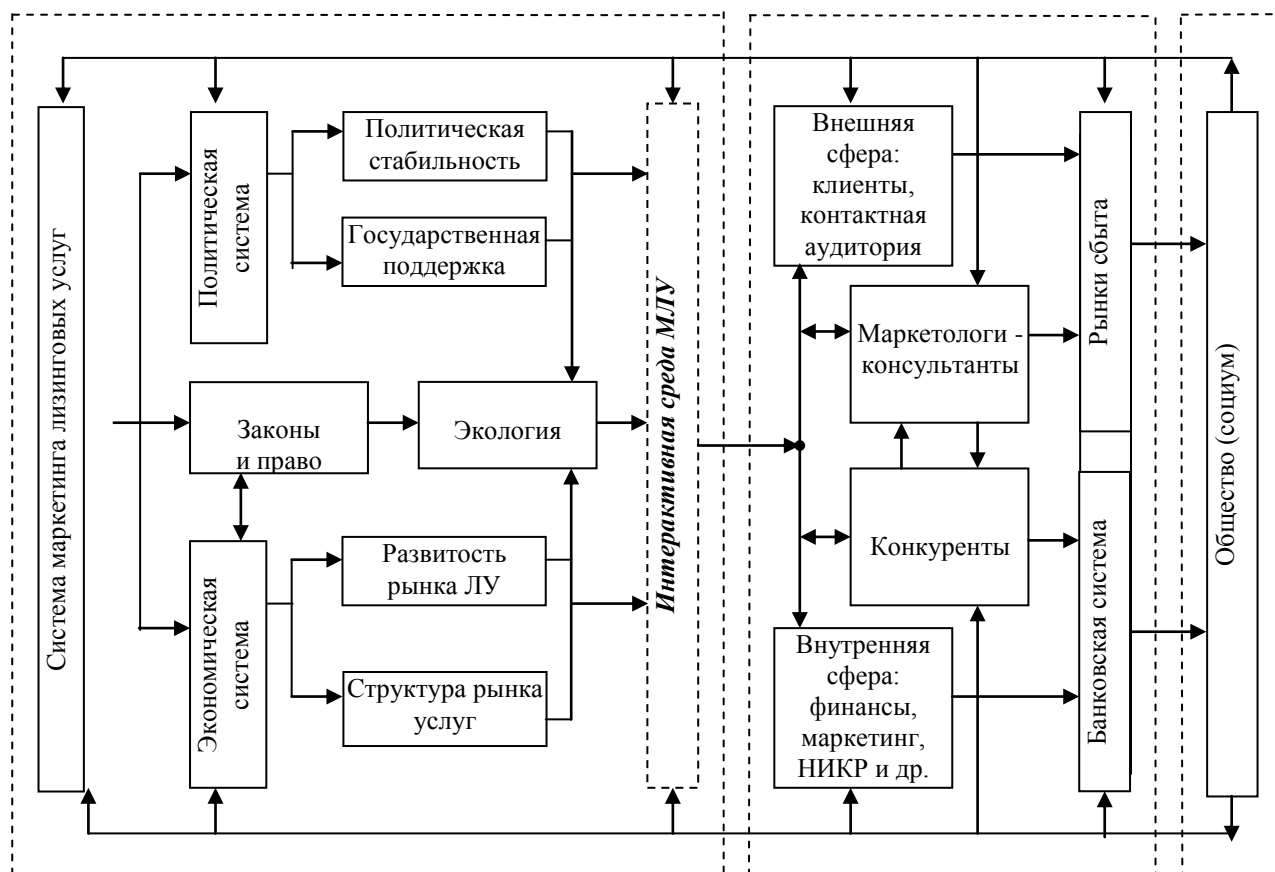 Система маркетинга лизинговых услуг
Политическая
система
Политическая
стабильность
Государственная
поддержка
Законы
и право
Экология
Экономическая
система
Развитость
рынка ЛУ
Структура рынка
услуг
Интерактивная среда МЛУ
Внешняя
сфера:
клиенты,
контактная
аудитория
Маркетологи -
консультанты
Конкуренты
Внутренняя
сфера:
финансы,
маркетинг,
НИКР и др.
Рынки сбыта
Банковская система
Общество (социум)